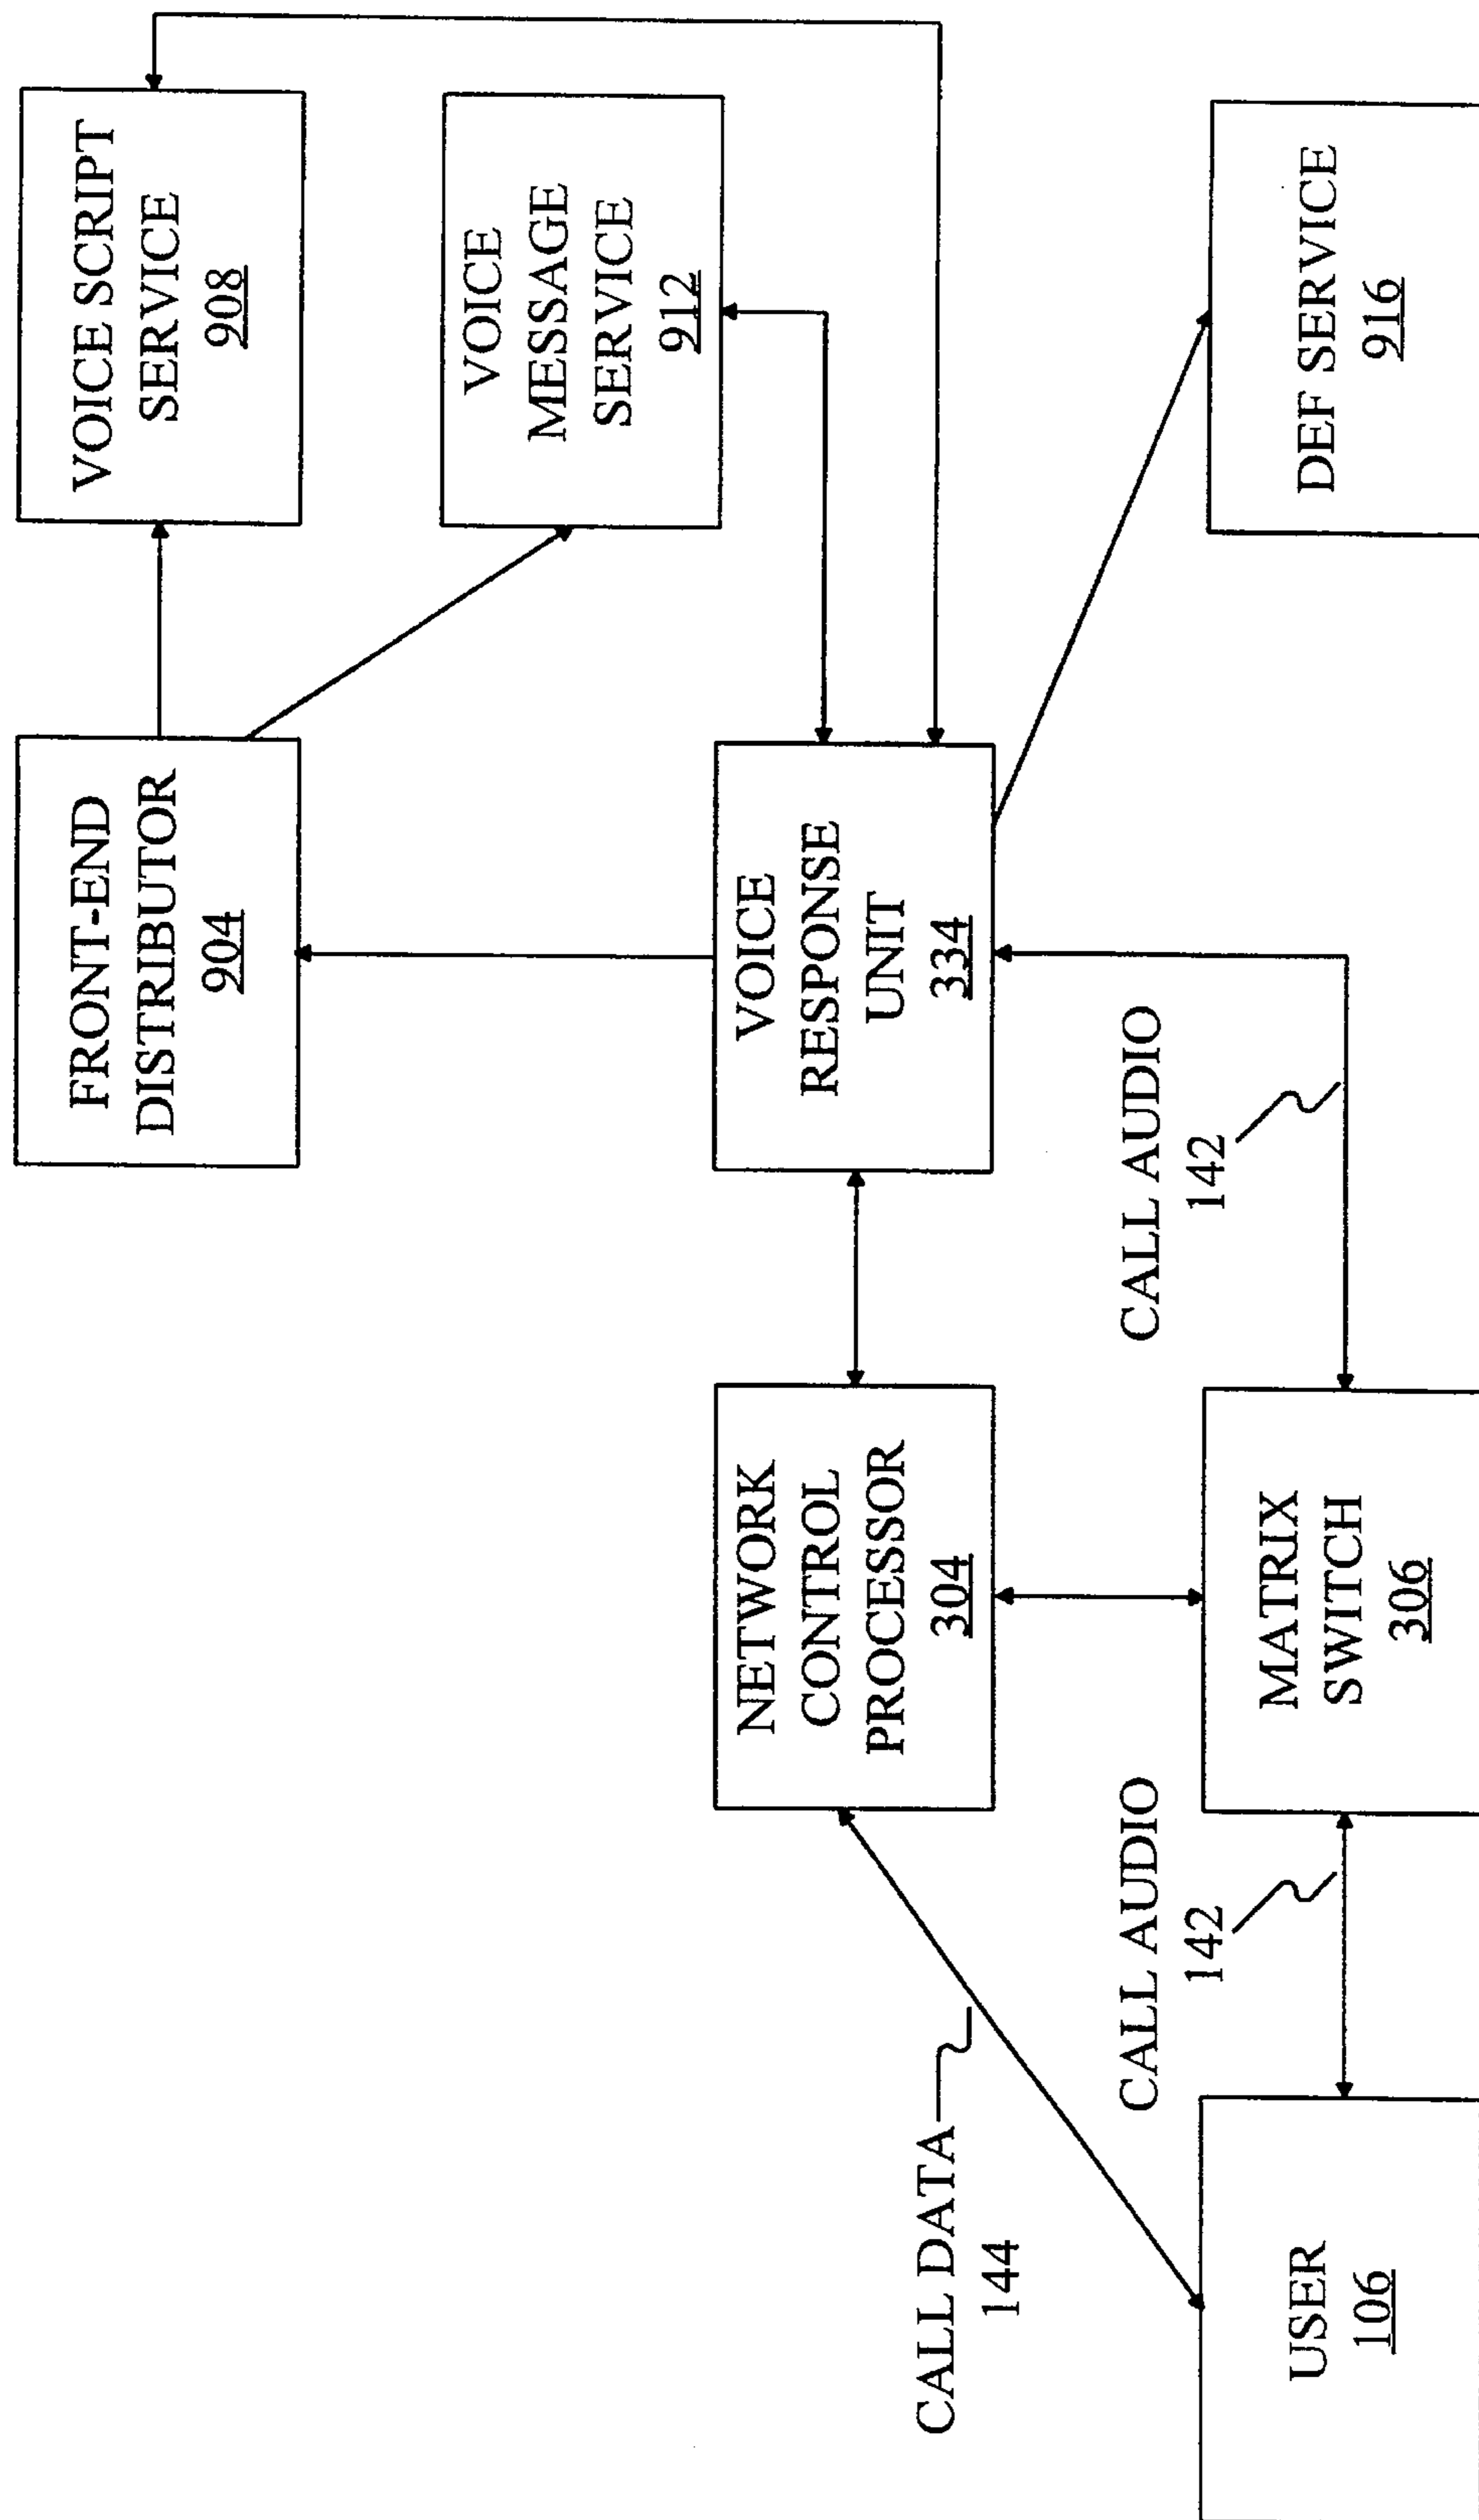 FRONT-END
DISTRIBUTOR
904
VOICE SCRIPT
SERVICE
908
VOICE
MESSAGE
SERVICE
912
NETWORK
CONTROL
PROCESSOR
304
VOICE
RESPONSE
UNIT
334
CALL DATA
144
CALL AUDIO
142
CALL AUDIO
142
USER
106
MATRIX
SWITCH
306
DEF SERVICE
916